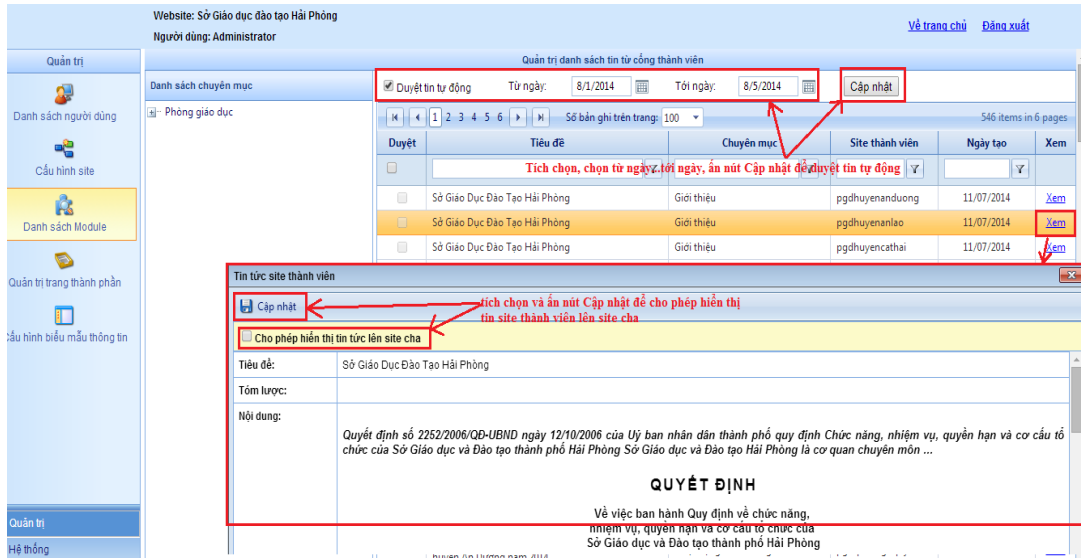 Website: Sở Giáo dục đào tạo Hải Phòng
Người dùng: Administrator
Về trang chủ Đăng xuất
Quản trị
Quản trị danh sách tin từ cổng thành viên
Danh sách người dùng
Cấu hình site
Danh sách Module
Quản trị trang thành phần
Cấu hình biểu mẫu thông tin
Danh sách chuyên mục
Phòng giáo dục
Duyệt tin tự động Từ ngày: 8/1/2014 Tới ngày: 8/5/2014 Cập nhật
1 2 3 4 5 6 Số bản ghi trên trang: 100 546 items in 6 pages
Duyệt Tiêu đề Chuyên mục Site thành viên Ngày tạo Xem
Tích chọn, chọn từ ngày, tới ngày, ấn nút Cập nhật để duyệt tin tự động
Sở Giáo Dục Đào Tạo Hải Phòng Giới thiệu pgdhuyenanduong 11/07/2014 Xem
Sở Giáo Dục Đào Tạo Hải Phòng Giới thiệu pgdhuyenanlao 11/07/2014 Xem
Sở Giáo Dục Đào Tạo Hải Phòng Giới thiệu pgdhuyencathai 11/07/2014 Xem
Tin tức site thành viên
Cập nhật
tích chọn và ấn nút Cập nhật để cho phép hiển thị
tin site thành viên lên site cha
Cho phép hiển thị tin tức lên site cha
Tiêu đề: Sở Giáo Dục Đào Tạo Hải Phòng
Tóm lược:
Nội dung:
Quyết định số 2252/2006/QĐ-UBND ngày 12/10/2006 của Uỷ ban nhân dân thành phố quy định Chức năng, nhiệm vụ, quyền hạn và cơ cấu tổ
chức của Sở Giáo dục và Đào tạo thành phố Hải Phòng Sở Giáo dục và Đào tạo Hải Phòng là cơ quan chuyên môn ...
QUYẾT ĐỊNH
Về việc ban hành Quy định về chức năng,
nhiệm vụ, quyền hạn và cơ cấu tổ chức của
Sở Giáo dục và Đào tạo thành phố Hải Phòng
Quản trị
Hệ thống